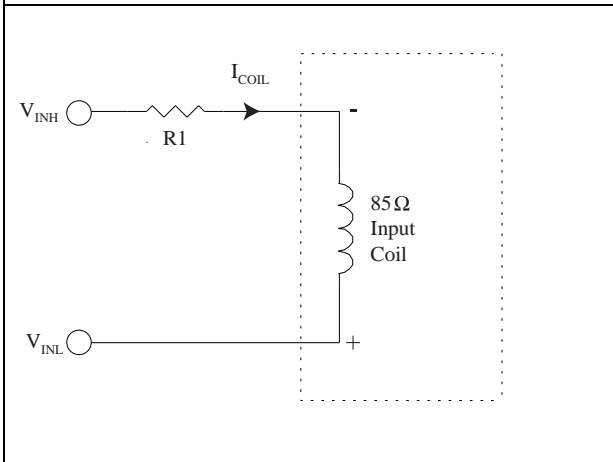 I_COIL
V_INH
-
R1
85Ω
Input
Coil
V_INL
+